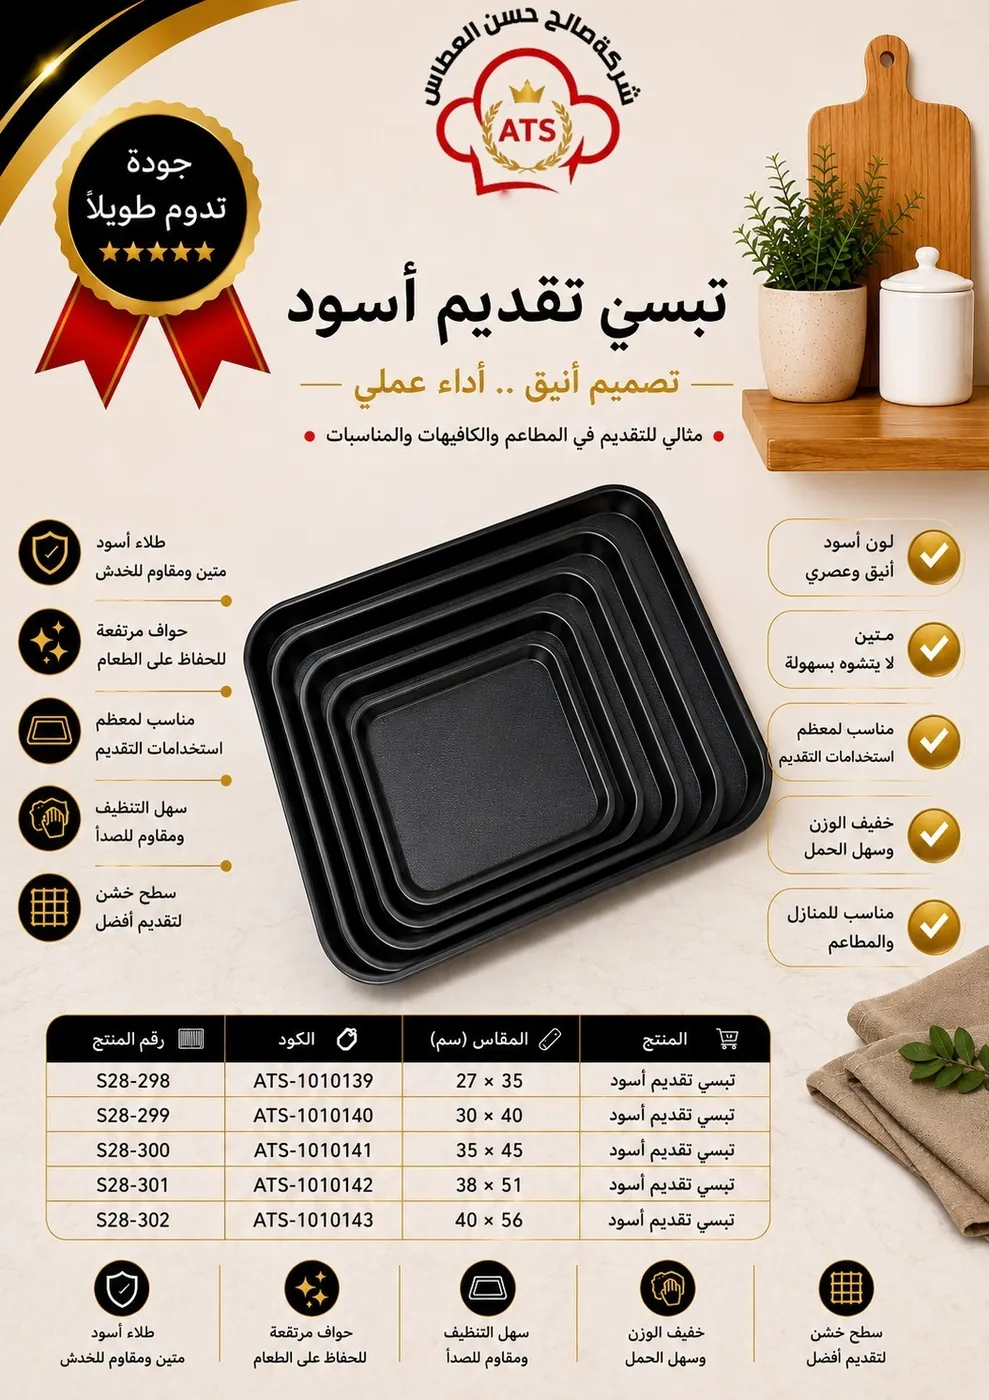 شركة صالح حسن العطاس
ATS
جودة
تدوم طويلاً
تبسي تقديم أسود
تصميم أنيق .. أداء عملي
مثالي للتقديم في المطاعم والكافيهات والمناسبات
لون أسود
أنيق وعصري
متين
لا يتشوه بسهولة
مناسب لمعظم
استخدامات التقديم
خفيف الوزن
وسهل الحمل
مناسب للمنازل
والمطاعم
طلاء أسود
متين ومقاوم للخدش
حواف مرتفعة
للحفاظ على الطعام
مناسب لمعظم
استخدامات التقديم
سهل التنظيف
ومقاوم للصدأ
سطح خشن
لتقديم أفضل
المنتج المقاس (سم) الكود رقم المنتج
تبسي تقديم أسود 27 × 35 ATS-1010139 S28-298
تبسي تقديم أسود 30 × 40 ATS-1010140 S28-299
تبسي تقديم أسود 35 × 45 ATS-1010141 S28-300
تبسي تقديم أسود 38 × 51 ATS-1010142 S28-301
تبسي تقديم أسود 40 × 56 ATS-1010143 S28-302
سطح خشن
لتقديم أفضل
خفيف الوزن
وسهل الحمل
سهل التنظيف
ومقاوم للصدأ
حواف مرتفعة
للحفاظ على الطعام
طلاء أسود
متين ومقاوم للخدش